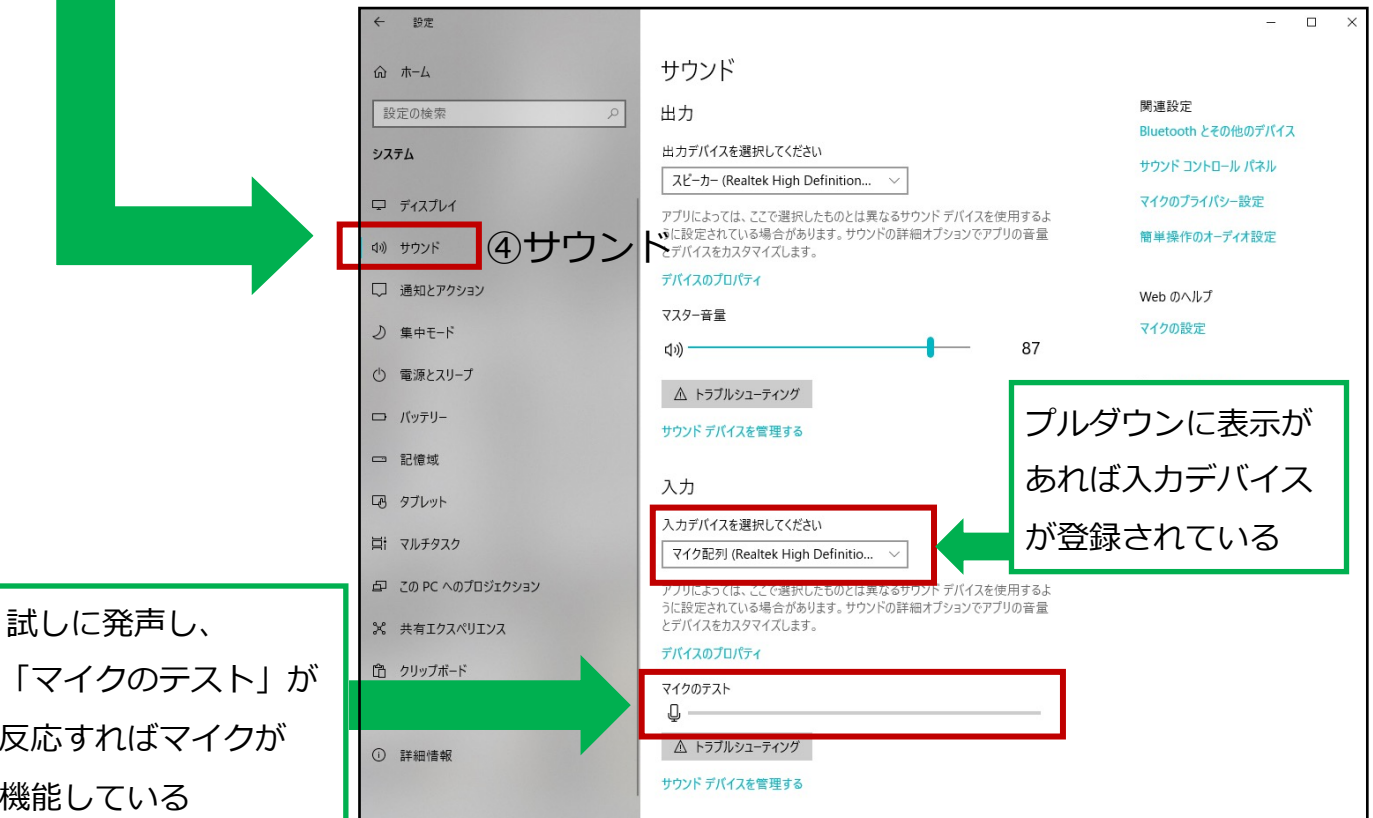 設定
ホーム
設定の検索
システム
ディスプレイ
サウンド
④サウンド
通知とアクション
集中モード
電源とスリープ
バッテリー
記憶域
タブレット
マルチタスク
この PC へのプロジェクション
共有エクスペリエンス
クリップボード
詳細情報
サウンド
出力
出力デバイスを選択してください
スピーカー (Realtek High Definition...
アプリによっては、ここで選択したものとは異なるサウンド デバイスを使用するよ
うに設定されている場合があります。サウンドの詳細オプションでアプリの音量
とデバイスをカスタマイズします。
デバイスのプロパティ
マスター音量
87
トラブルシューティング
サウンド デバイスを管理する
入力
入力デバイスを選択してください
マイク配列 (Realtek High Definitio...
アプリによっては、ここで選択したものとは異なるサウンド デバイスを使用するよ
うに設定されている場合があります。サウンドの詳細オプションでアプリの音量
とデバイスをカスタマイズします。
デバイスのプロパティ
マイクのテスト
トラブルシューティング
サウンド デバイスを管理する
関連設定
Bluetooth とその他のデバイス
サウンド コントロール パネル
マイクのプライバシー設定
簡単操作のオーディオ設定
Web のヘルプ
マイクの設定
プルダウンに表示が
あれば入力デバイス
が登録されている
試しに発声し、
「マイクのテスト」が
反応すればマイクが
機能している